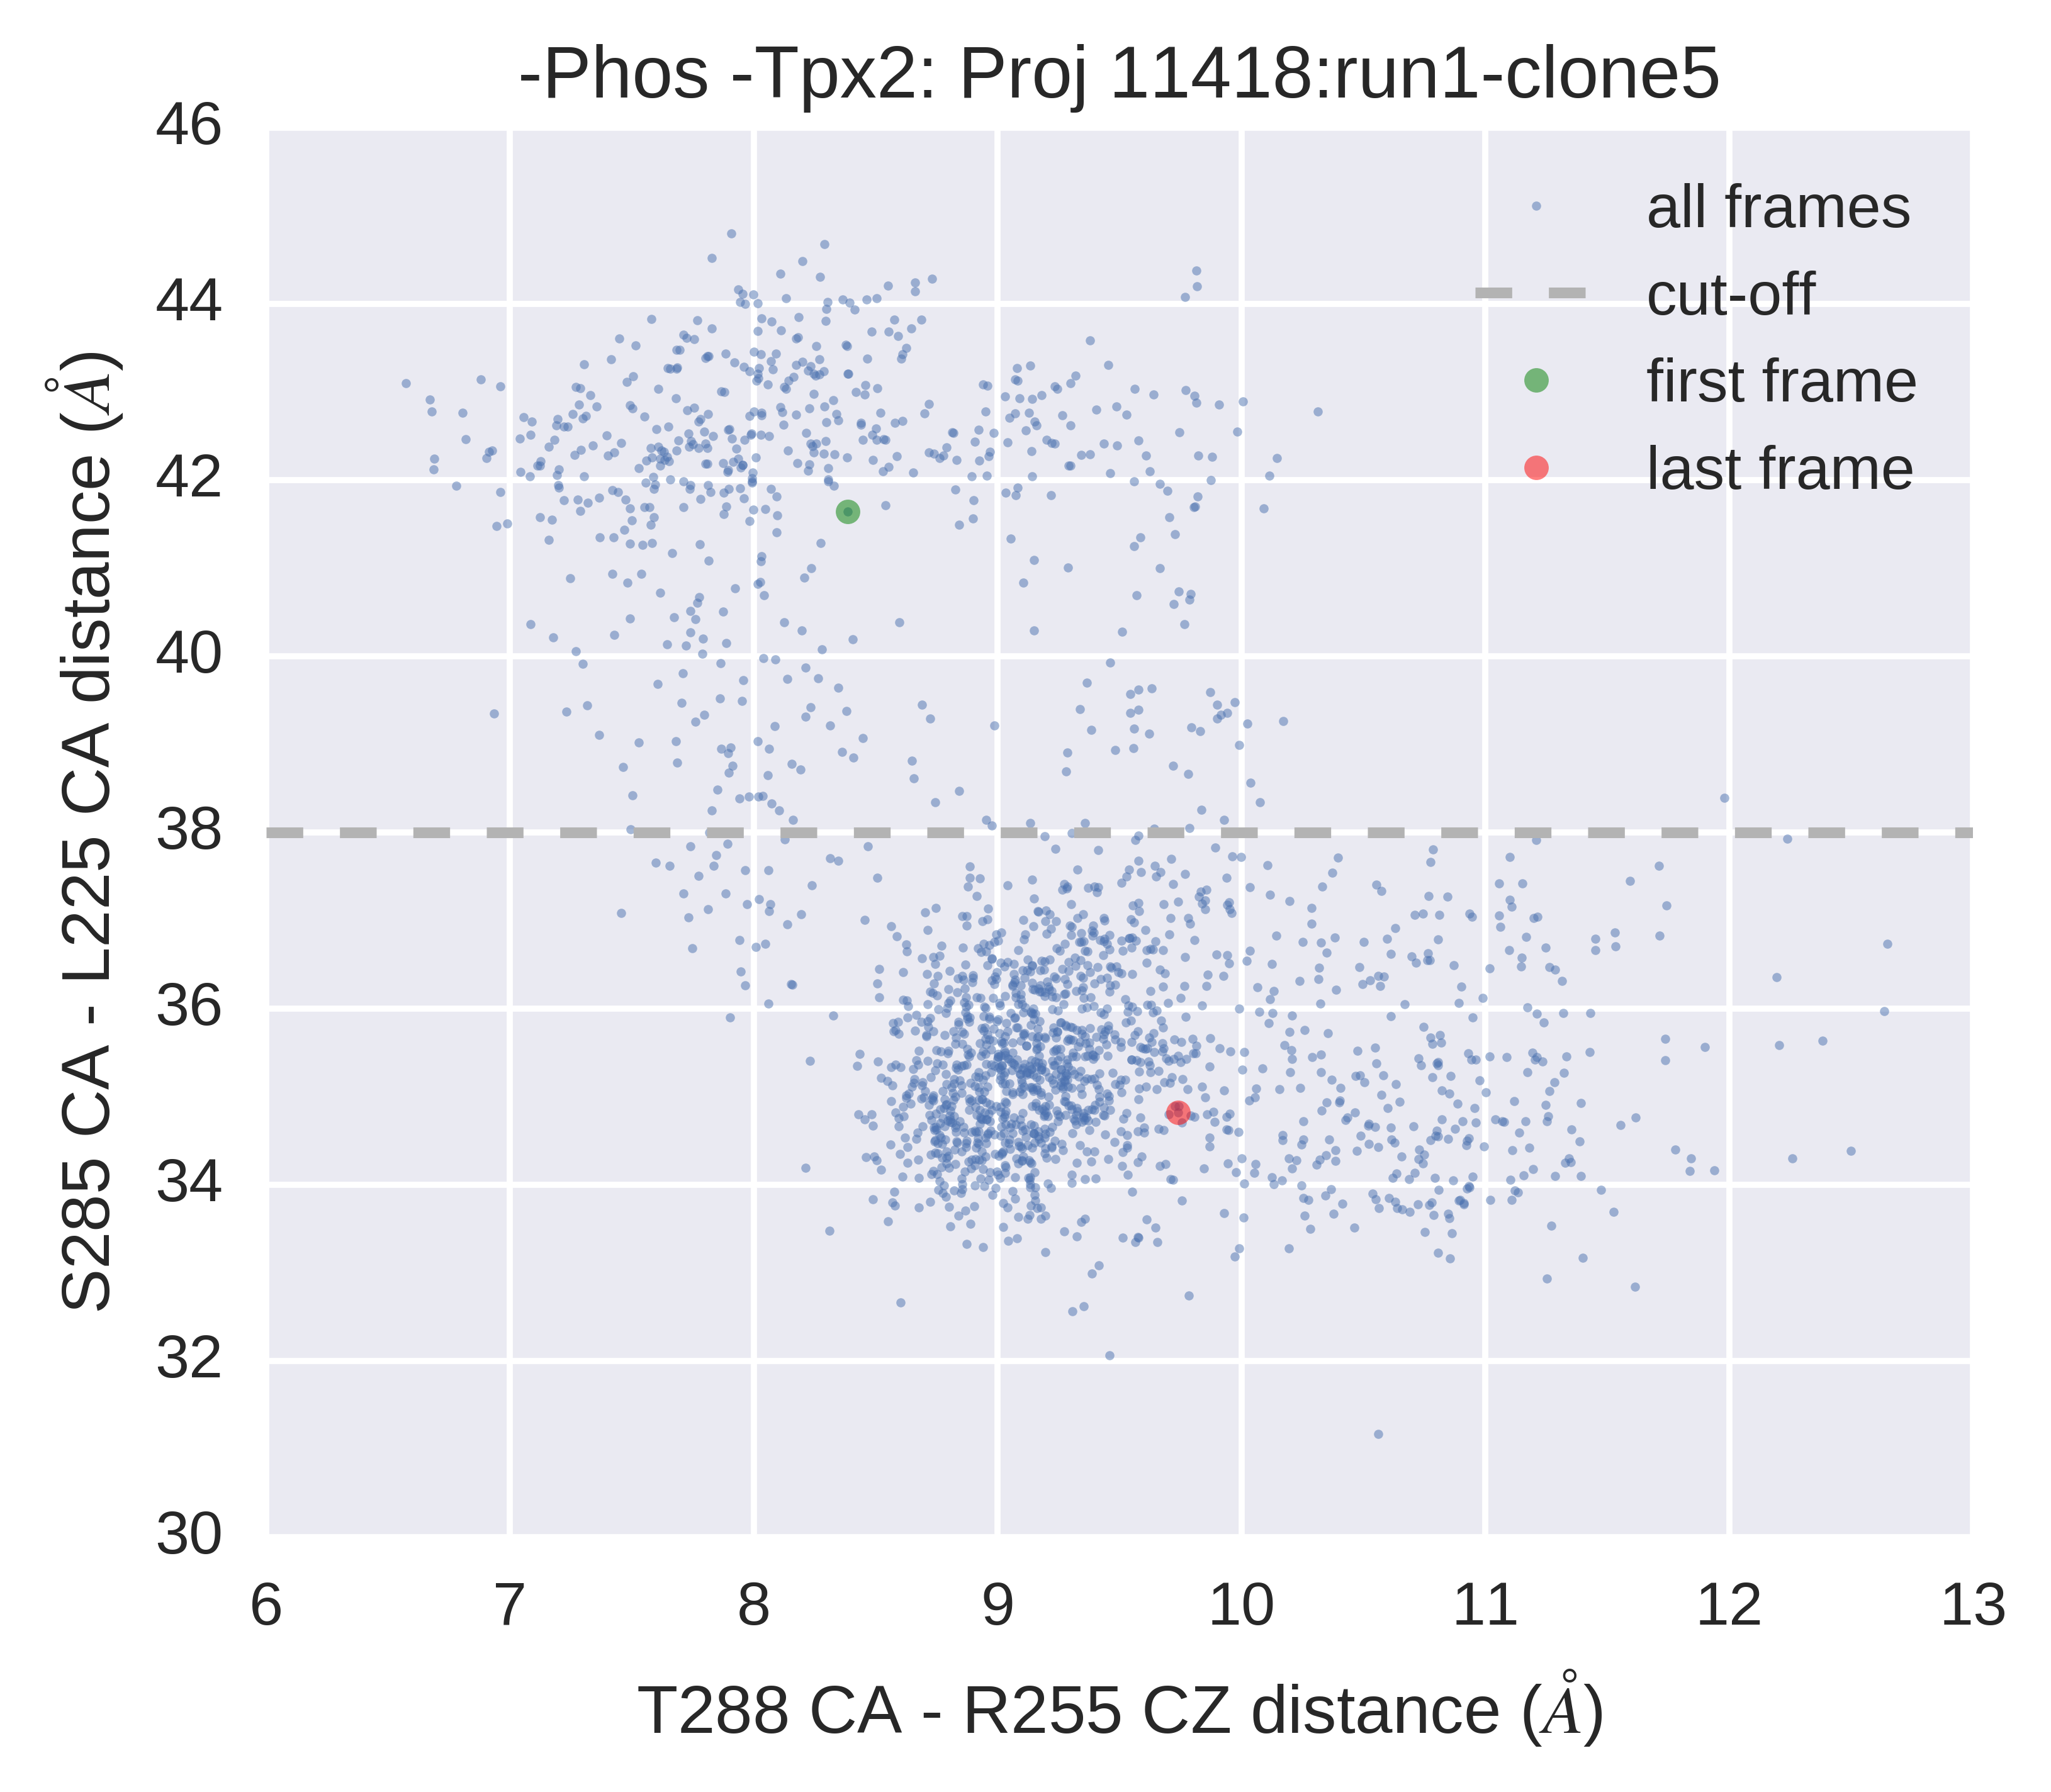 -Phos -Tpx2: Proj 11418:run1-clone5
46
44
42
40
38
36
34
32
30
S285 CA - L225 CA distance (Å)
all frames
cut-off
first frame
last frame
6 7 8 9 10 11 12 13
T288 CA - R255 CZ distance (Å)